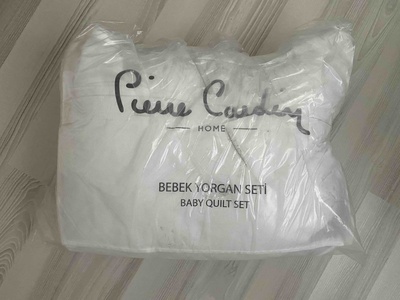 Pierre Cardin
HOME
BEBEK YORGAN SETİ
BABY QUILT SET